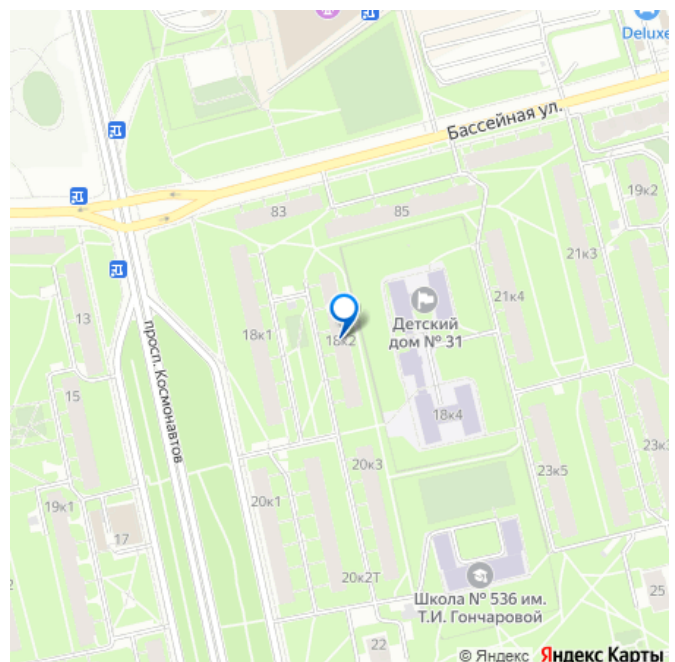 Deluxe
Бассейная ул.
19к2
83
85
21к3
21к4
13
18к1
18к2
Детский
дом № 31
просп. Космонавтов
15
18к4
23к5
23к
20к3
20к1
19к1
17
20к2Т
Школа № 536 им.
Т.И. Гончаровой
25
22
© Яндекс Яндекс Карты